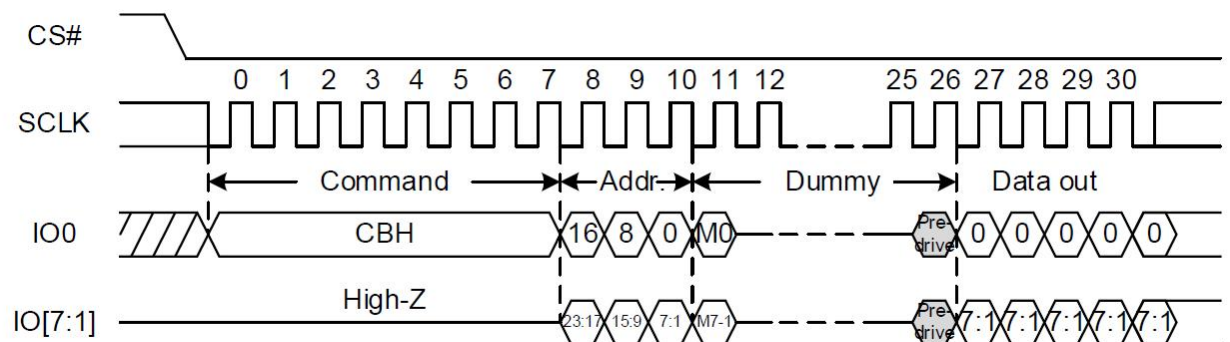 CS#
0 1 2 3 4 5 6 7 8 9 10 11 12 25 26 27 28 29 30
SCLK
Command Addr. Dummy Data out
IO0 CBH 16 8 0 M0 Pre-drive 0 0 0 0 0
High-Z
IO[7:1] 23:17 15:9 7:1 M7-1 Pre-drive 7:1 7:1 7:1 7:1 7:1